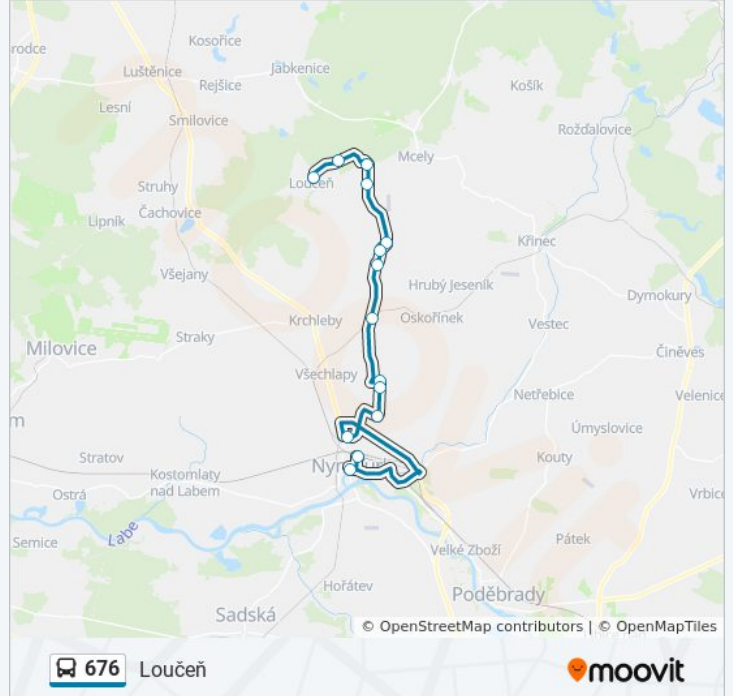 Kosořice
rodce
Luštěnice
Jabkenice
Rejšice
Košík
Lesní
Smilovice
Rožďalovice
Mcely
Struhy
Loučeň
Čachovice
Lipník
Křinec
Všejany
Hrubý Jeseník
Dymokury
Krchleby
Oskořínek
Vestec
Straky
Milovice
Činěves
Všechlapy
Netřebice
Velenice
m
Úmyslovice
Stratov
Kouty
Kostomlaty
nad Labem
Ostrá
Vrbice
Labe
Semice
Pátek
Velké Zboží
Hořátev
Poděbrady
Sadská
© OpenStreetMap contributors | © OpenMapTiles
676 Loučeň
moovit